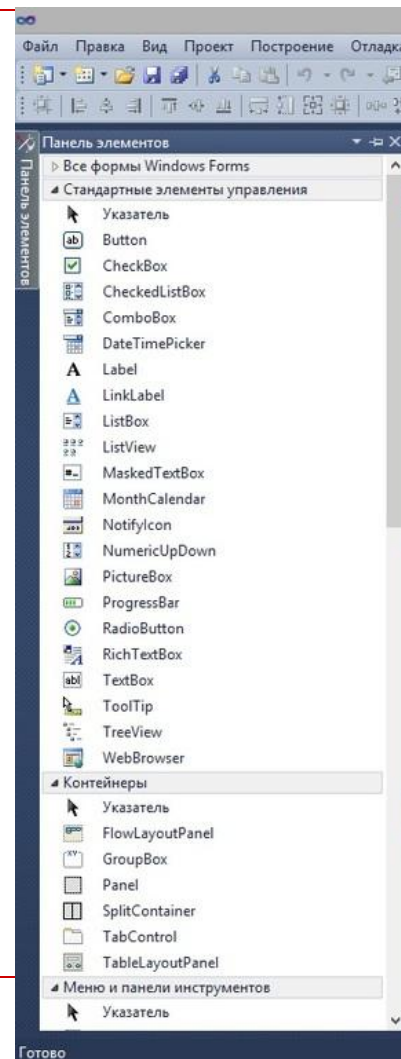 Файл Правка Вид Проект Построение Отладка
Панель элементов
Панель элементов
Все формы Windows Forms
Стандартные элементы управления
Указатель
Button
CheckBox
CheckedListBox
ComboBox
DateTimePicker
Label
LinkLabel
ListBox
ListView
MaskedTextBox
MonthCalendar
NotifyIcon
NumericUpDown
PictureBox
ProgressBar
RadioButton
RichTextBox
TextBox
ToolTip
TreeView
WebBrowser
Контейнеры
Указатель
FlowLayoutPanel
GroupBox
Panel
SplitContainer
TabControl
TableLayoutPanel
Меню и панели инструментов
Указатель
Готово